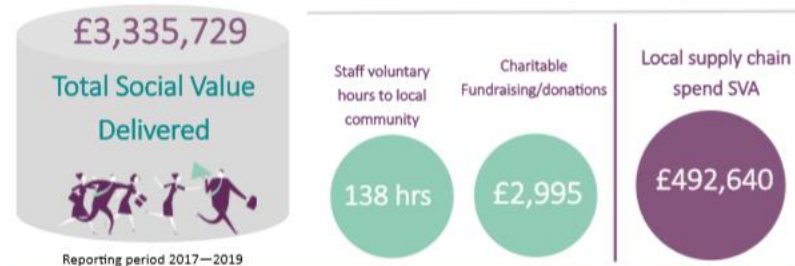 £3,335,729
Total Social Value
Delivered
Reporting period 2017—2019
Staff voluntary
hours to local
community
138 hrs
Charitable
Fundraising/donations
£2,995
Local supply chain
spend SVA
£492,640